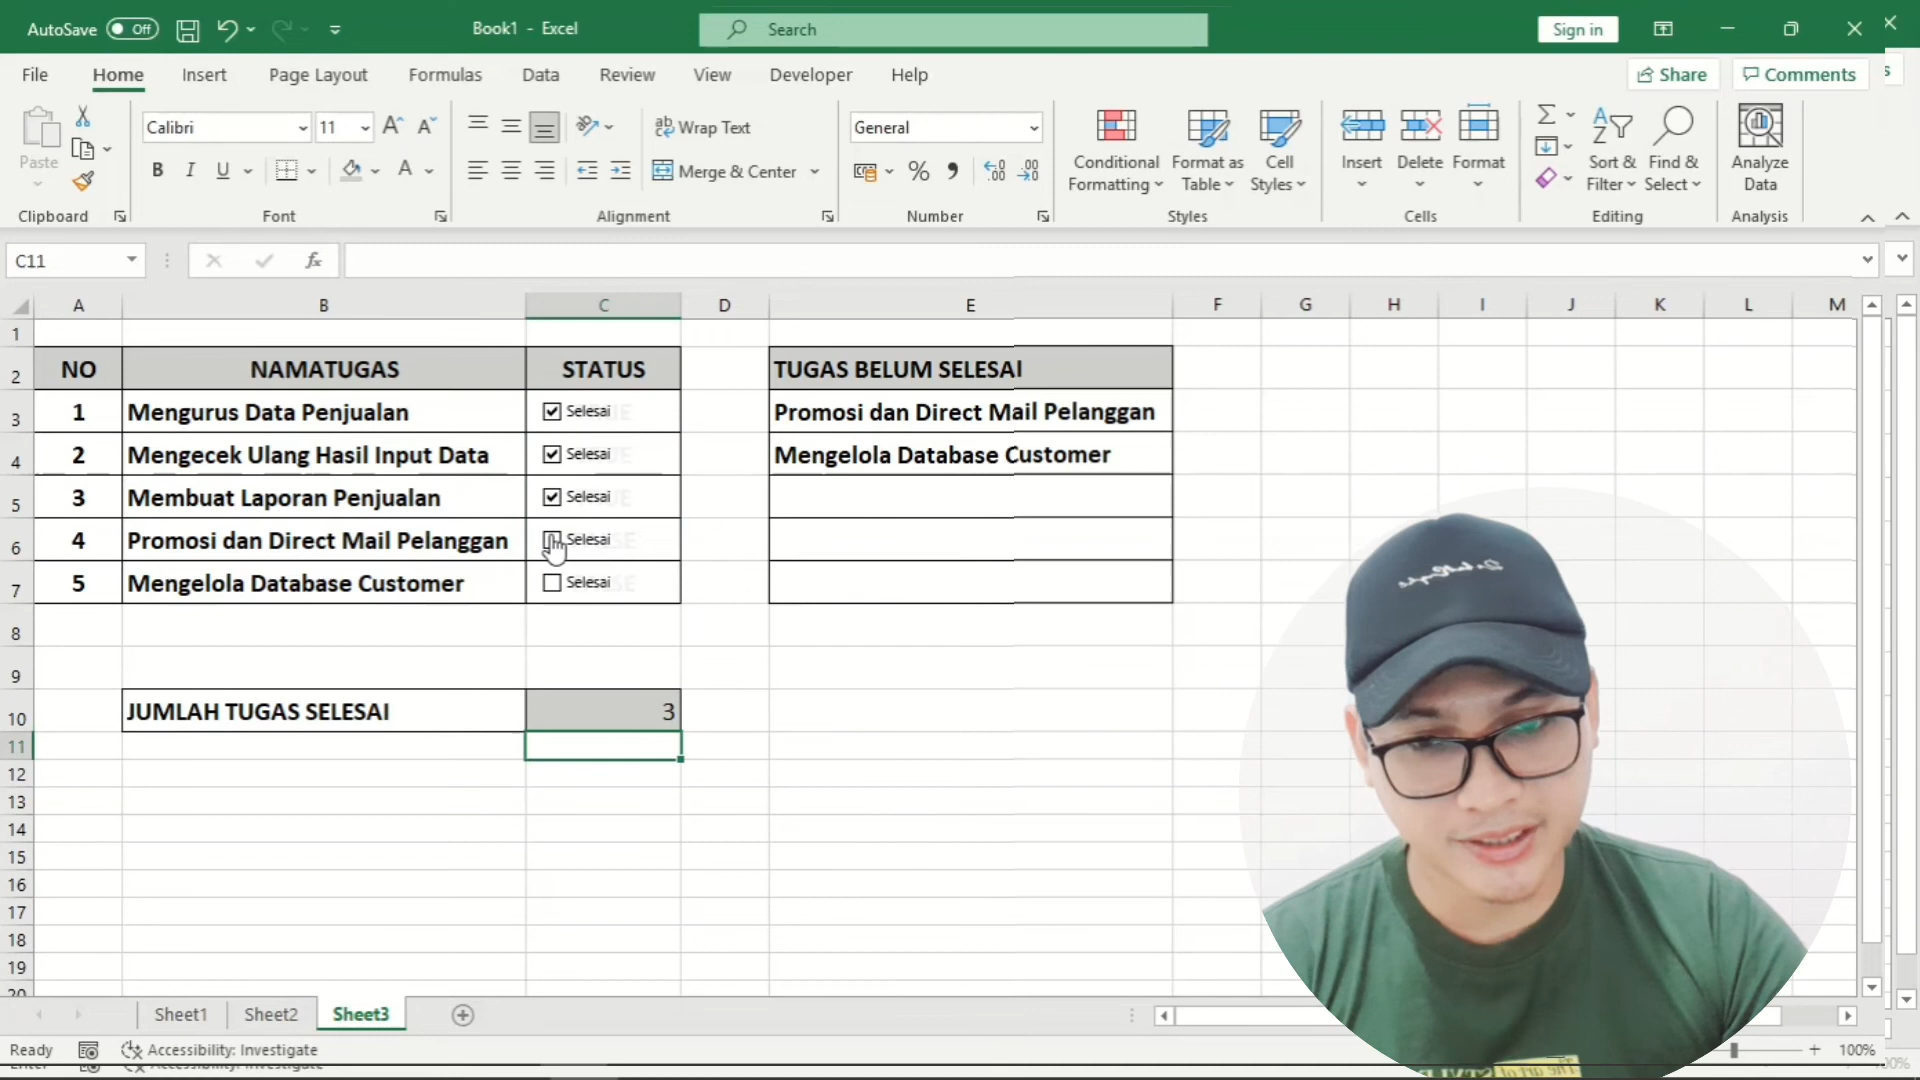 AutoSave Off Book1 - Excel Search Sign in
File Home Insert Page Layout Formulas Data Review View Developer Help Share Comments
Calibri 11 Wrap Text General
Paste B I U Merge & Center % Conditional Formatting Format as Table Cell Styles Insert Delete Format Sort & Filter Find & Select Analyze Data
Clipboard Font Alignment Number Styles Cells Editing Analysis
C11 fx
A B C D E F G H I J K L M
1
2 NO NAMATUGAS STATUS TUGAS BELUM SELESAI
3 1 Mengurus Data Penjualan Selesai Promosi dan Direct Mail Pelanggan
4 2 Mengecek Ulang Hasil Input Data Selesai Mengelola Database Customer
5 3 Membuat Laporan Penjualan Selesai
6 4 Promosi dan Direct Mail Pelanggan Selesai
7 5 Mengelola Database Customer Selesai
8
9
10 JUMLAH TUGAS SELESAI 3
11
12
13
14
15
16
17
18
19
20
Sheet1 Sheet2 Sheet3
Ready Accessibility: Investigate 100%